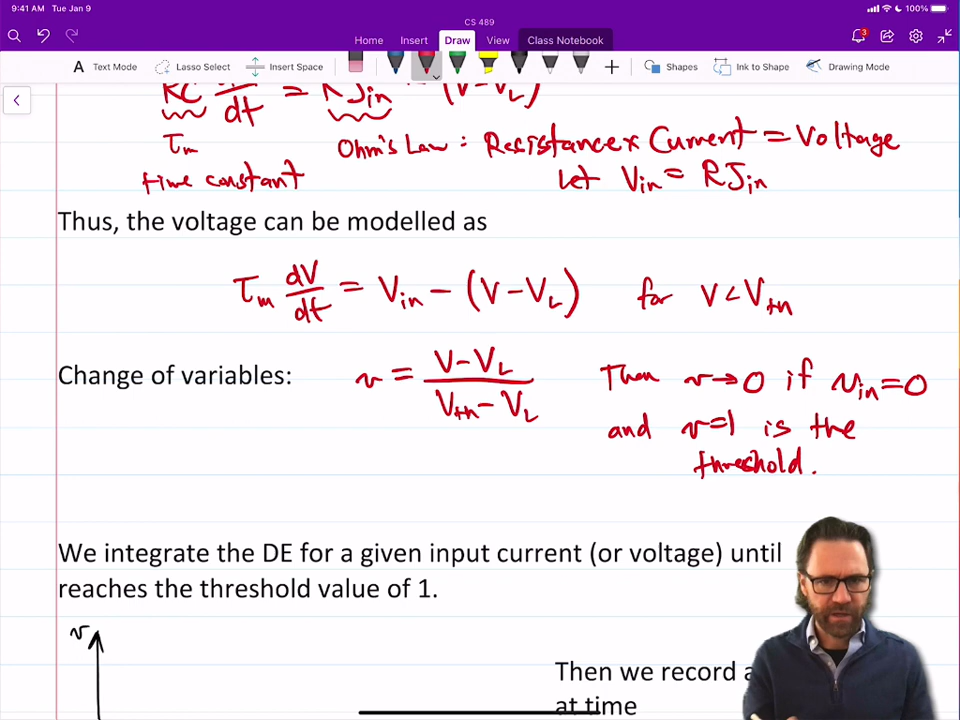 9:41 AM Tue Jan 9
100%
CS 489
Home Insert Draw View Class Notebook
3
A Text Mode Lasso Select Insert Space Shapes Ink to Shape Drawing Mode
RC d/dt = RJin - (V-VL)
τm Ohm's Law : Resistance x Current = Voltage
time constant let Vin = RJin
Thus, the voltage can be modelled as
τm dV/dt = Vin - (V - VL) for V < Vth
Change of variables: v = (V-VL)/(Vth-VL) Then v→0 if vin=0
and v=1 is the
threshold.
We integrate the DE for a given input current (or voltage) until
reaches the threshold value of 1.
v
Then we record a
at time